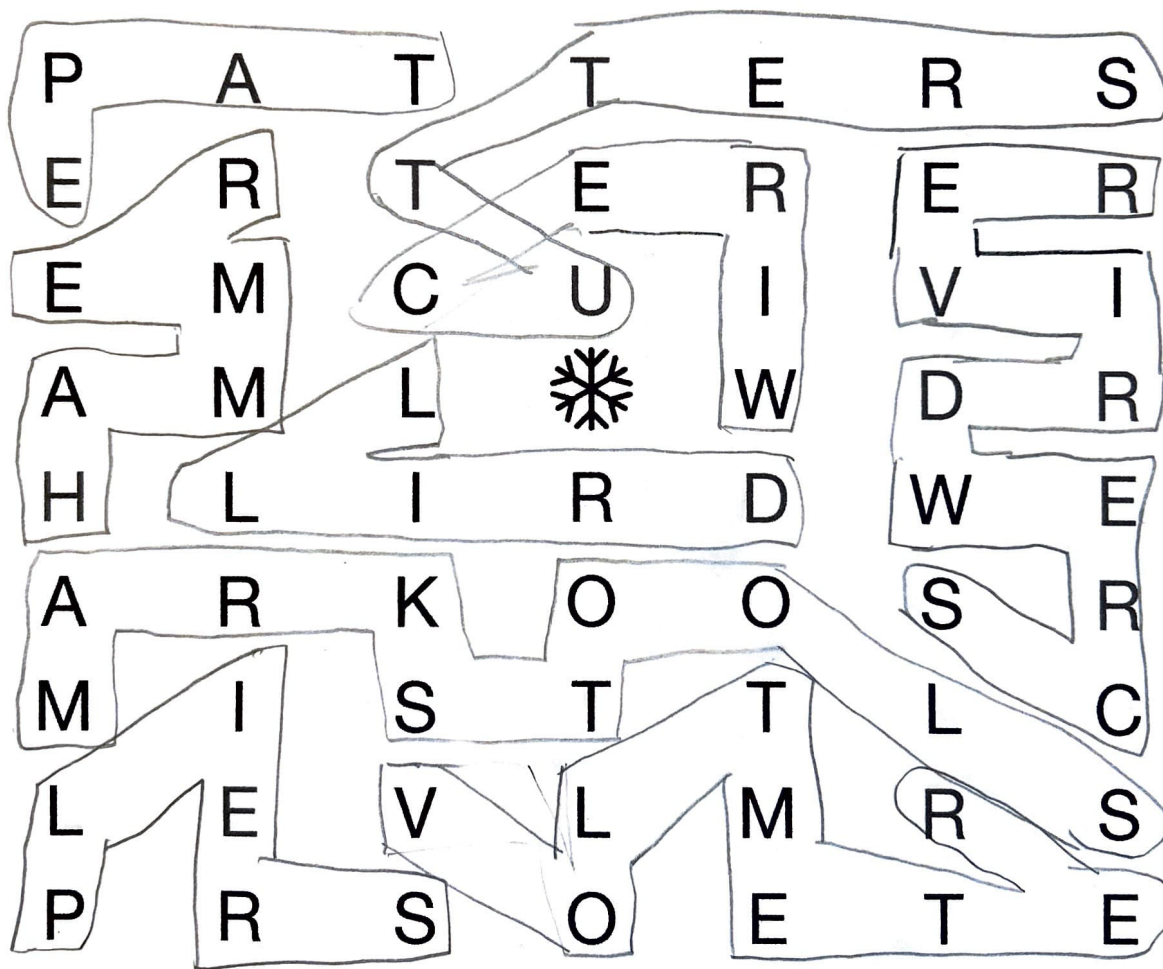 P A T T E R S
E R T E R E R
E M C U I V I
A M L W D R
H L I R D W E
A R K O O S R
M I S T T L C
L E V L M R S
P R S O E T E